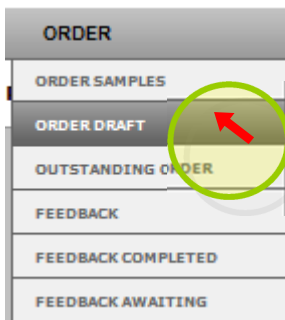 ORDER
ORDER SAMPLES
ORDER DRAFT
OUTSTANDING ORDER
FEEDBACK
FEEDBACK COMPLETED
FEEDBACK AWAITING